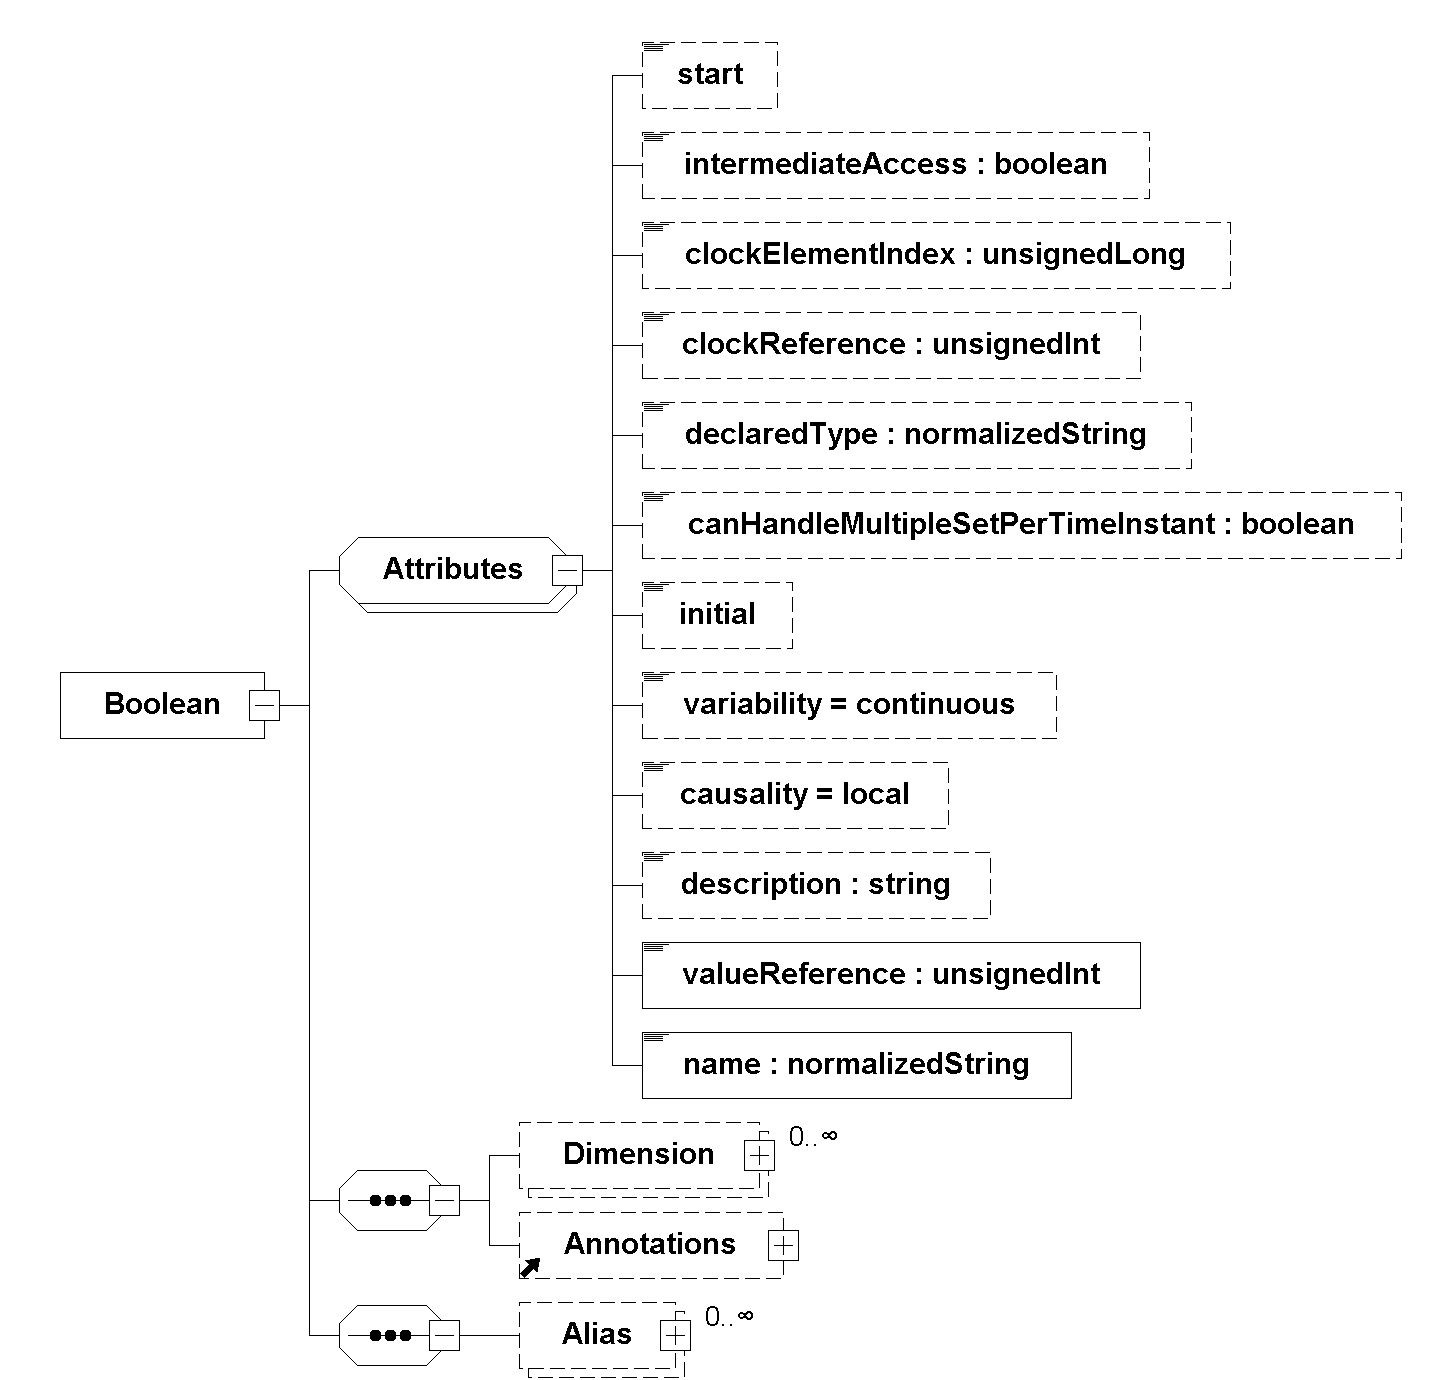 start
intermediateAccess : boolean
clockElementIndex : unsignedLong
clockReference : unsignedInt
declaredType : normalizedString
canHandleMultipleSetPerTimeInstant : boolean
Attributes
initial
Boolean
variability = continuous
causality = local
description : string
valueReference : unsignedInt
name : normalizedString
Dimension
0..∞
Annotations
Alias
0..∞